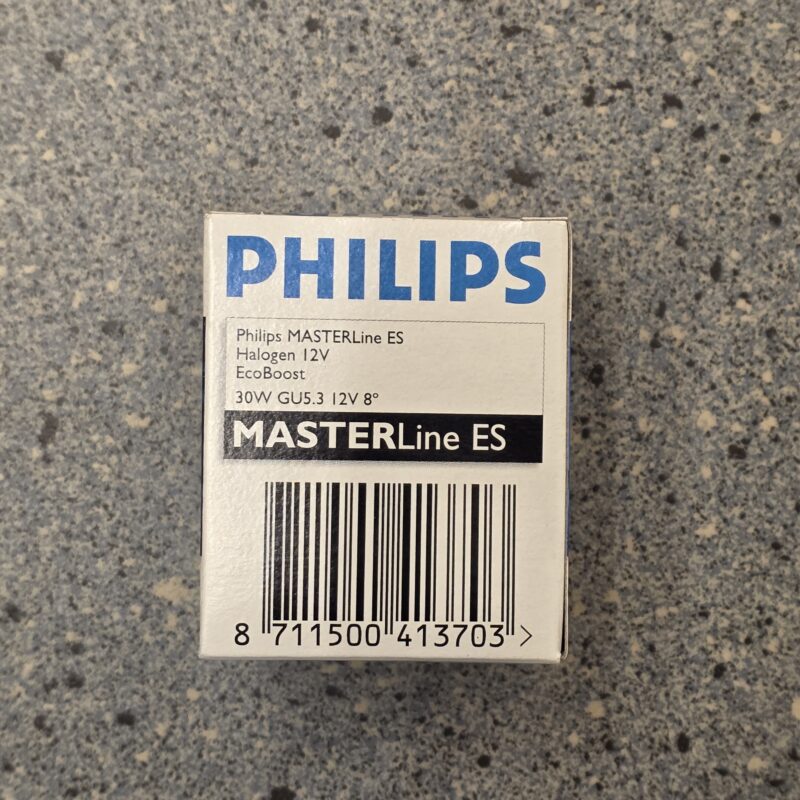 PHILIPS
Philips MASTERLine ES
Halogen 12V
EcoBoost
30W GU5.3 12V 8°
MASTERLine ES
8 711500 413703 >